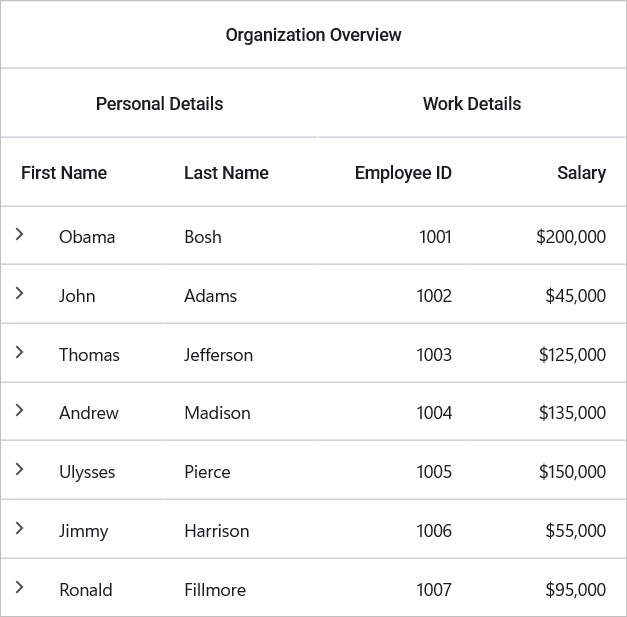 Organization Overview
Personal Details Work Details
First Name Last Name Employee ID Salary
Obama Bosh 1001 $200,000
John Adams 1002 $45,000
Thomas Jefferson 1003 $125,000
Andrew Madison 1004 $135,000
Ulysses Pierce 1005 $150,000
Jimmy Harrison 1006 $55,000
Ronald Fillmore 1007 $95,000